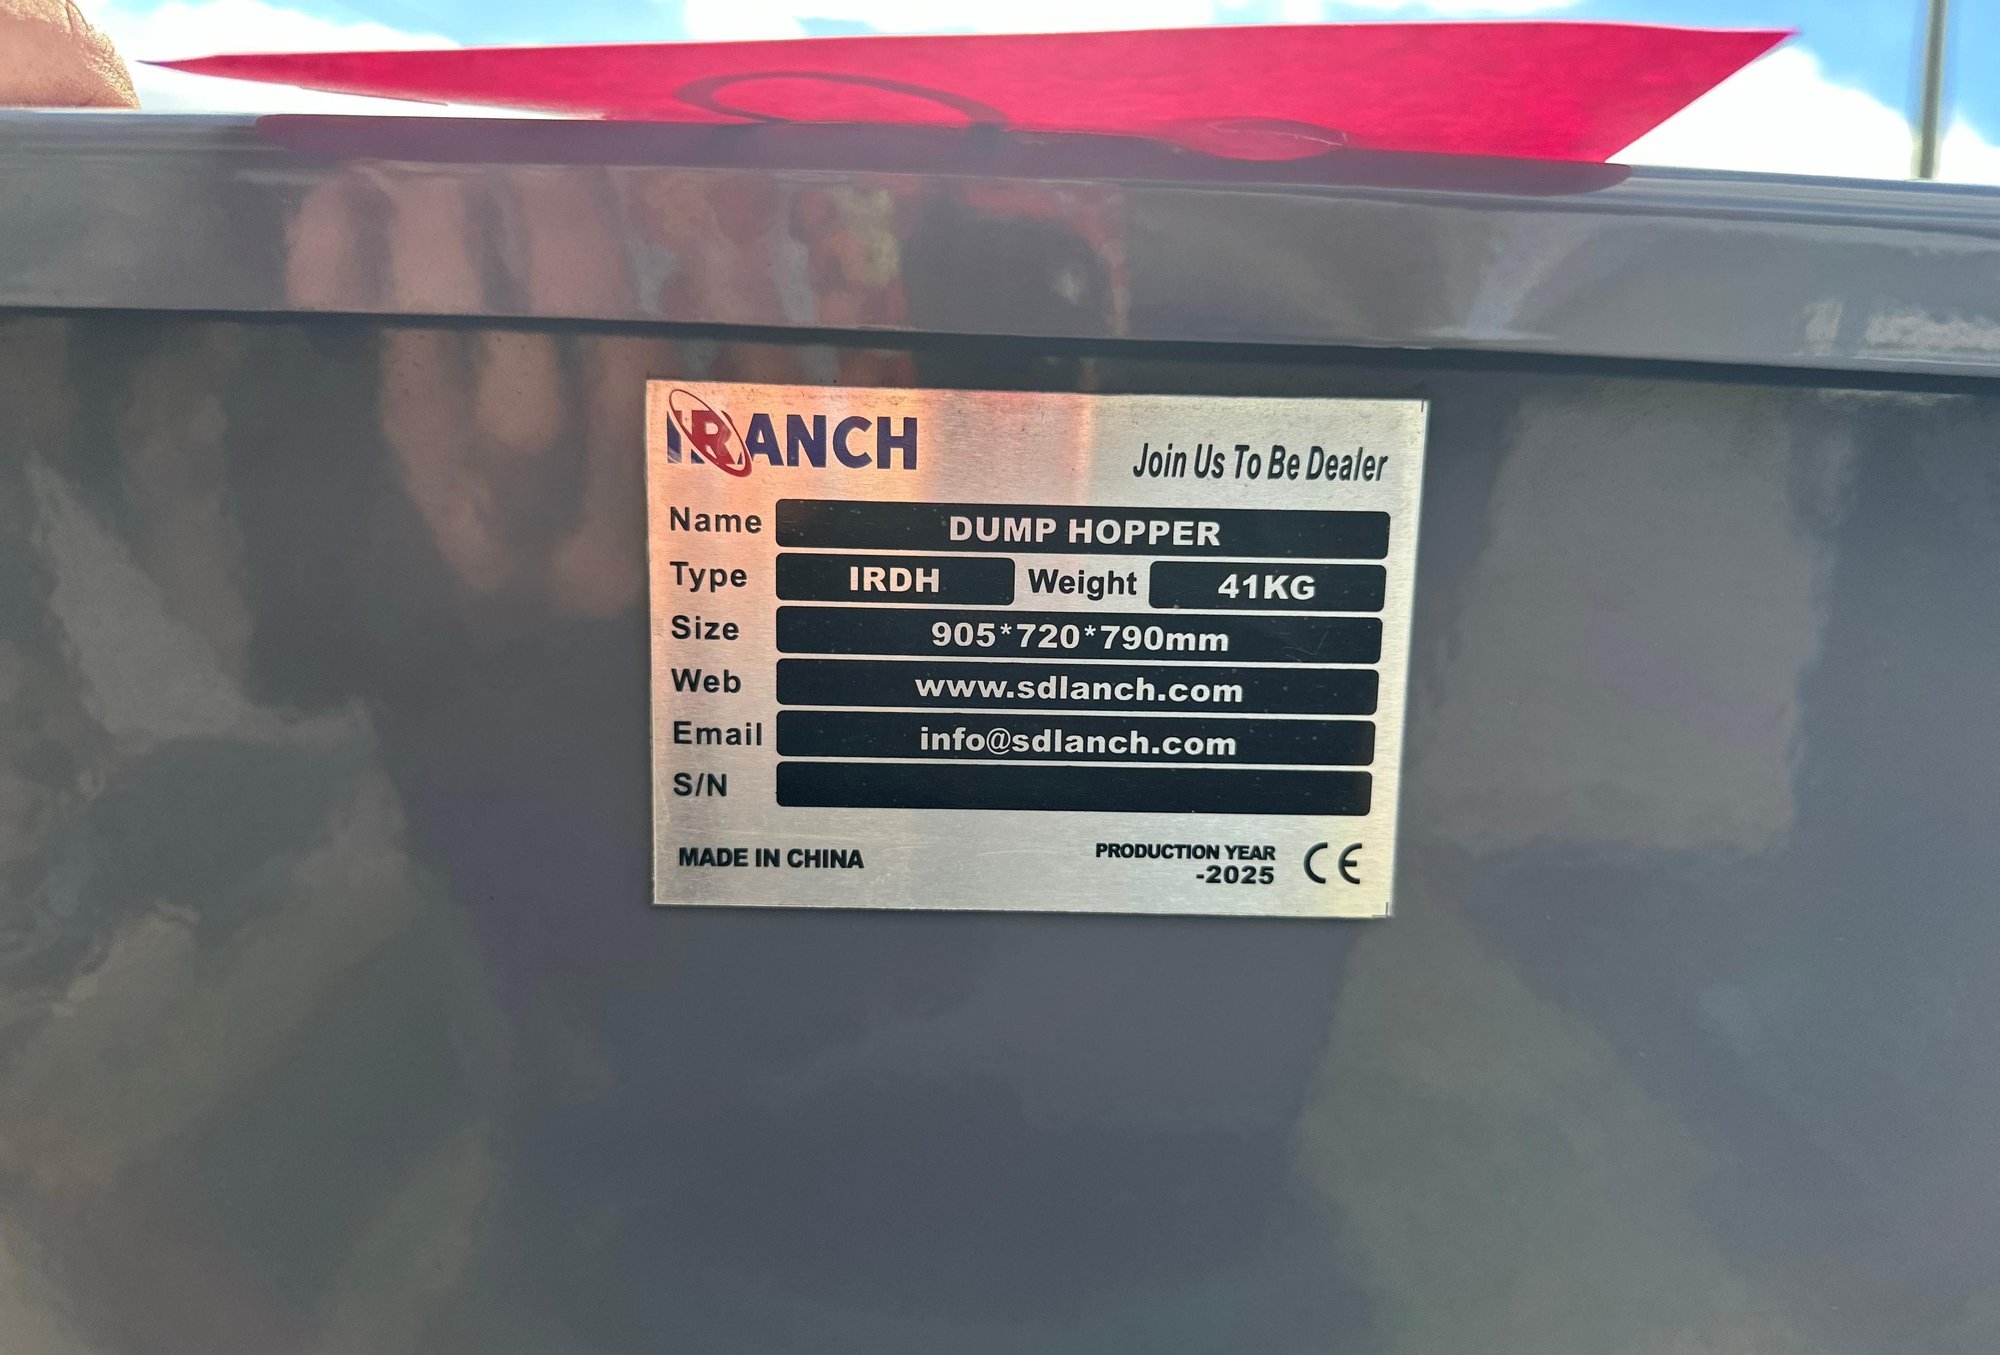 IRANCH
Join Us To Be Dealer
Name DUMP HOPPER
Type IRDH Weight 41KG
Size 905*720*790mm
Web www.sdlanch.com
Email info@sdlanch.com
S/N
MADE IN CHINA
PRODUCTION YEAR
-2025
CE